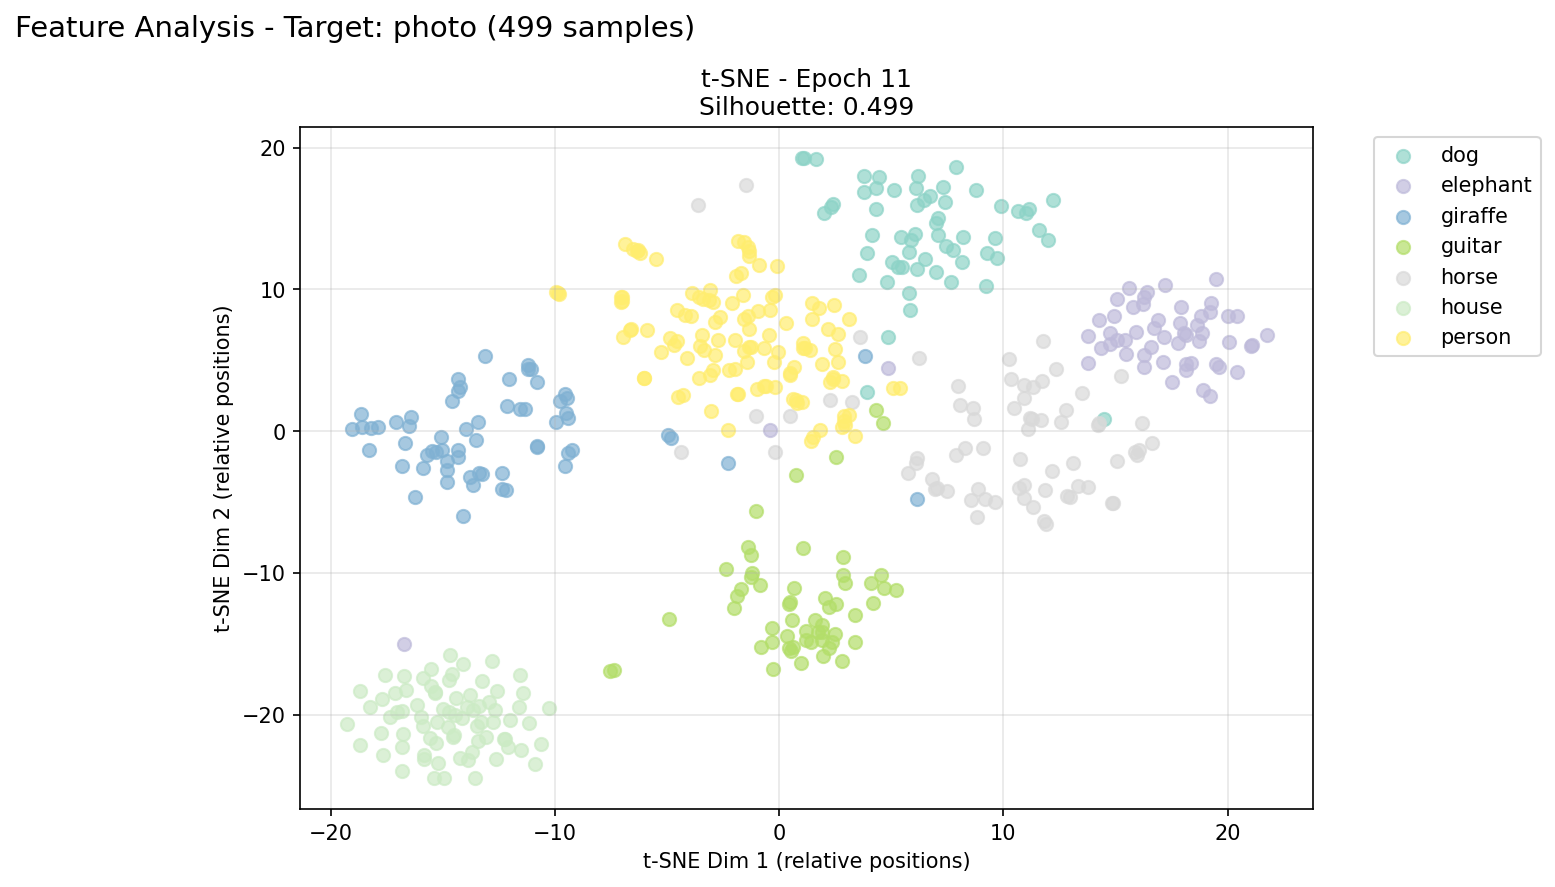 Feature Analysis - Target: photo (499 samples)
t-SNE - Epoch 11
Silhouette: 0.499
dog
elephant
giraffe
guitar
horse
house
person
20
10
0
−10
−20
t-SNE Dim 2 (relative positions)
−20
−10
0
10
20
t-SNE Dim 1 (relative positions)